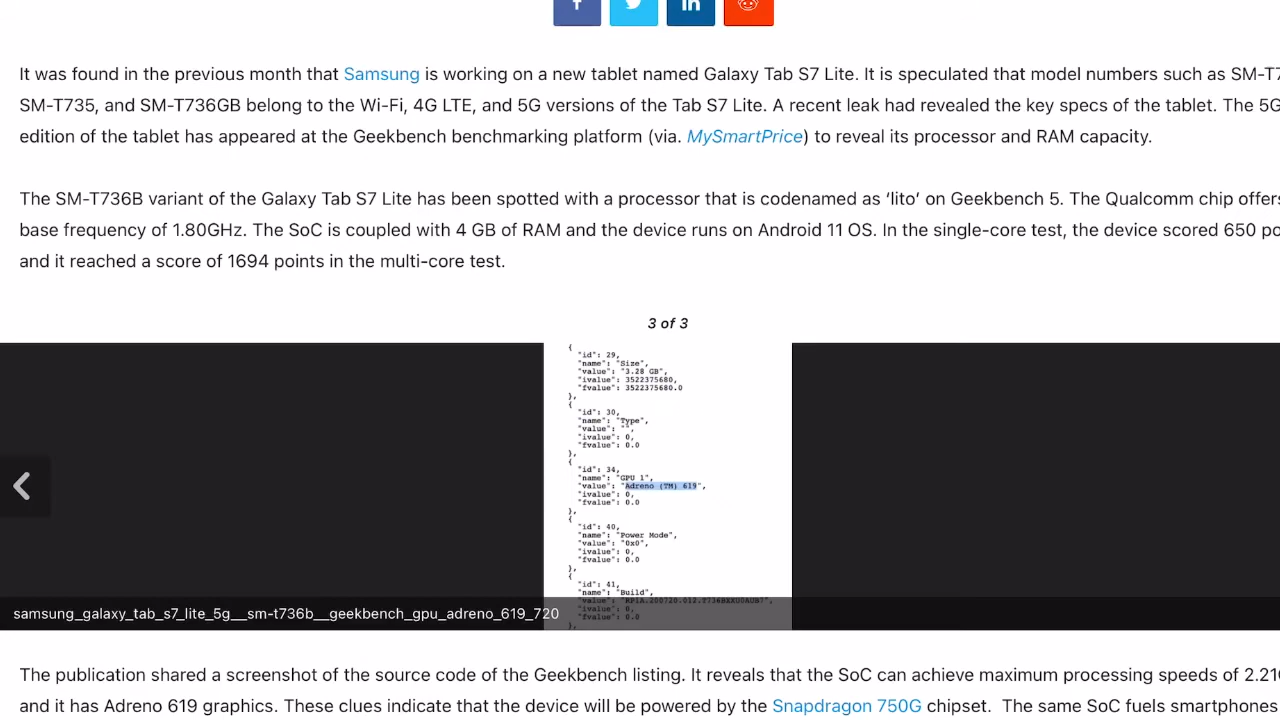 f in
It was found in the previous month that Samsung is working on a new tablet named Galaxy Tab S7 Lite. It is speculated that model numbers such as
SM-T735, and SM-T736GB belong to the Wi-Fi, 4G LTE, and 5G versions of the Tab S7 Lite. A recent leak had revealed the key specs of the tablet. The 5G
edition of the tablet has appeared at the Geekbench benchmarking platform (via. MySmartPrice) to reveal its processor and RAM capacity.
The SM-T736B variant of the Galaxy Tab S7 Lite has been spotted with a processor that is codenamed as ‘lito’ on Geekbench 5. The Qualcomm chip offers
base frequency of 1.80GHz. The SoC is coupled with 4 GB of RAM and the device runs on Android 11 OS. In the single-core test, the device scored 650
and it reached a score of 1694 points in the multi-core test.
3 of 3
{
"id": 29,
"name": "Size",
"value": "3.28 GB",
"ivalue": 3522375680,
"fvalue": 3522375680.0
},
{
"id": 30,
"name": "Type",
"value": "",
"ivalue": 0,
"fvalue": 0.0
},
{
"id": 34,
"name": "GPU 1",
"value": "Adreno (TM) 619",
"ivalue": 0,
"fvalue": 0.0
},
{
"id": 40,
"name": "Power Mode",
"value": "0x0",
"ivalue": 0,
"fvalue": 0.0
},
{
"id": 41,
"name": "Build",
"value":
"ivalue": 0,
"fvalue": 0.0
},
samsung_galaxy_tab_s7_lite_5g__sm-t736b__geekbench_gpu_adreno_619_720
The publication shared a screenshot of the source code of the Geekbench listing. It reveals that the SoC can achieve maximum processing speeds of
and it has Adreno 619 graphics. These clues indicate that the device will be powered by the Snapdragon 750G chipset. The same SoC fuels smartphones